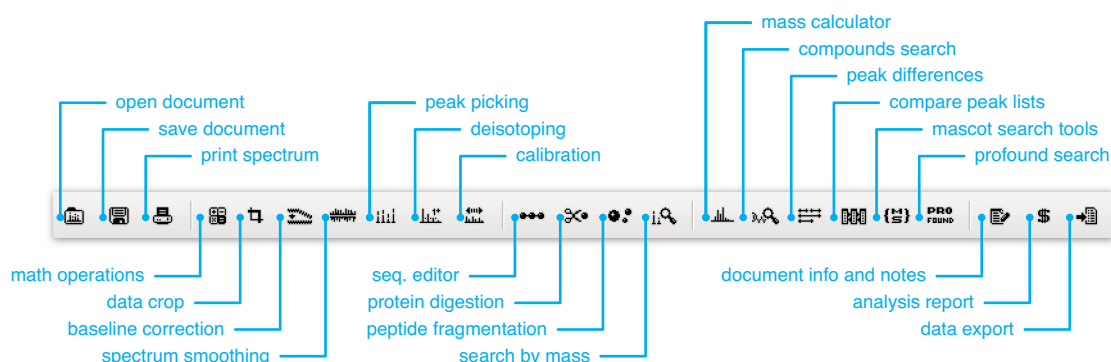 mass calculator
compounds search
open document
peak picking
peak differences
save document
deisotoping
compare peak lists
print spectrum
calibration
mascot search tools
profound search
{M
S}
PRO
FOUND
$
math operations
seq. editor
document info and notes
data crop
protein digestion
analysis report
baseline correction
peptide fragmentation
data export
spectrum smoothing
search by mass